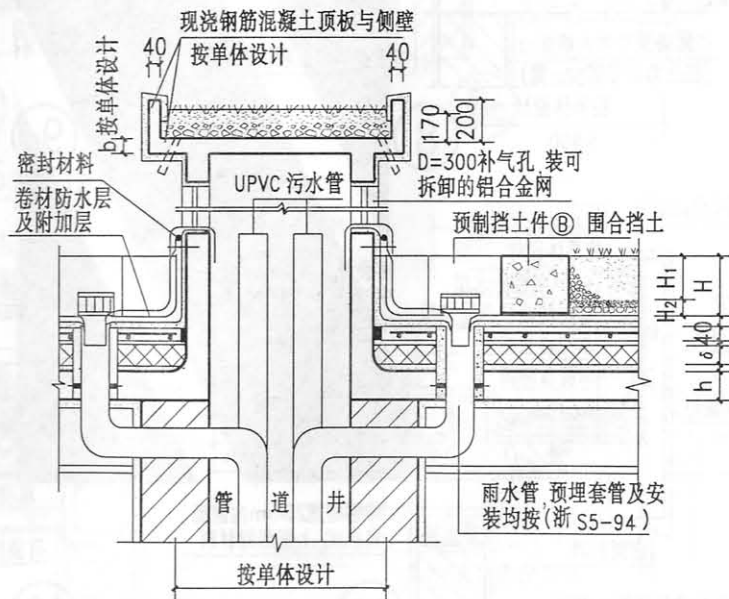 现浇钢筋混凝土顶板与侧壁
40
按单体设计
40
b,按单体设计
170
200
密封材料
D=300补气孔,装可
拆卸的铝合金网
UPVC 污水管
卷材防水层
及附加层
预制挡土件Ⓑ 围合挡土
H₁
H
H₂
40
δ
h
管 道 井
雨水管,预埋套管及安
装均按(浙 S5-94)
按单体设计